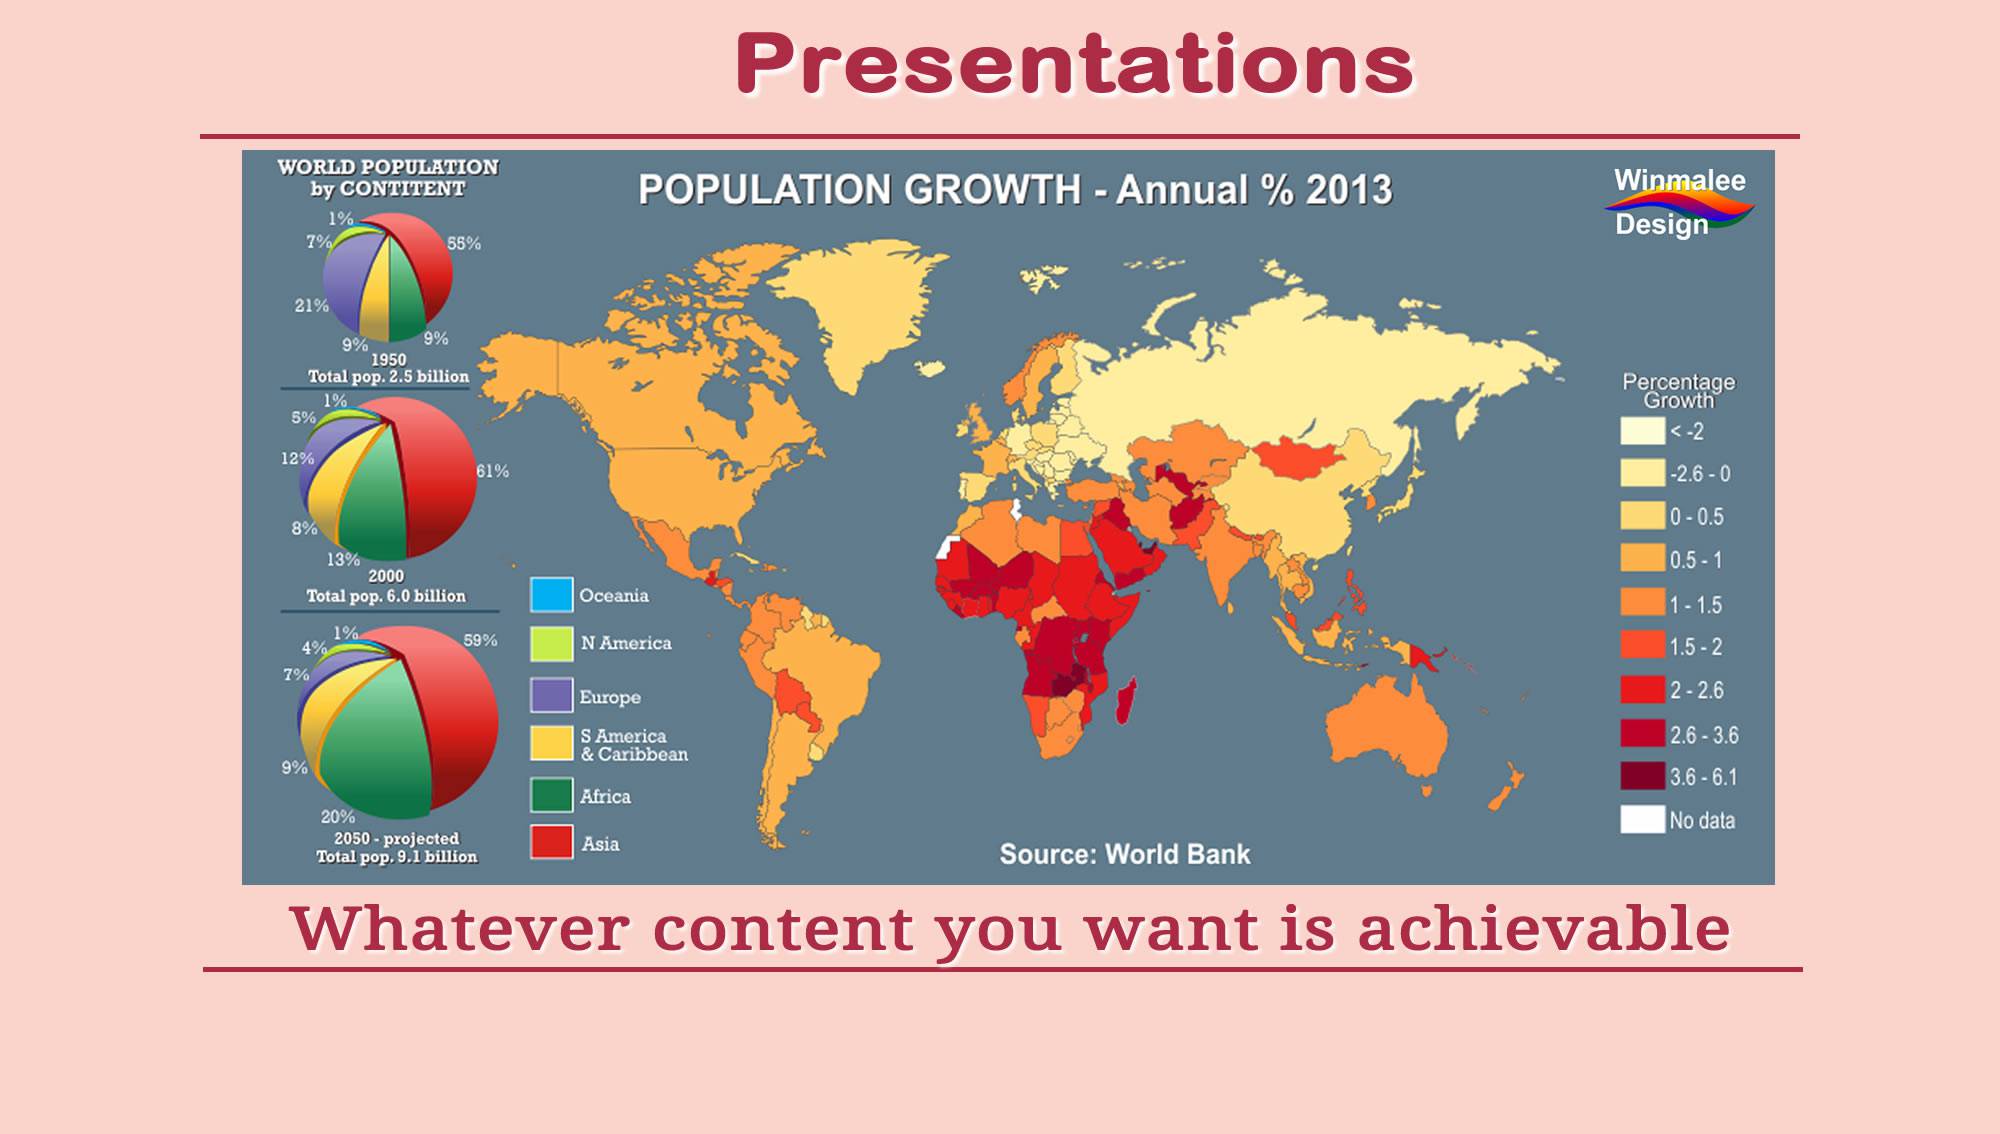 Presentations
WORLD POPULATION
by CONTITENT
1%
7%
55%
21%
9%
9%
1950
Total pop. 2.5 billion
1%
5%
12%
61%
8%
13%
2000
Total pop. 6.0 billion
1%
4%
59%
7%
9%
20%
2050 - projected
Total pop. 9.1 billion
Oceania
N America
Europe
S America
& Caribbean
Africa
Asia
POPULATION GROWTH - Annual % 2013
Winmalee
Design
Percentage
Growth
< -2
-2.6 - 0
0 - 0.5
0.5 - 1
1 - 1.5
1.5 - 2
2 - 2.6
2.6 - 3.6
3.6 - 6.1
No data
Source: World Bank
Whatever content you want is achievable